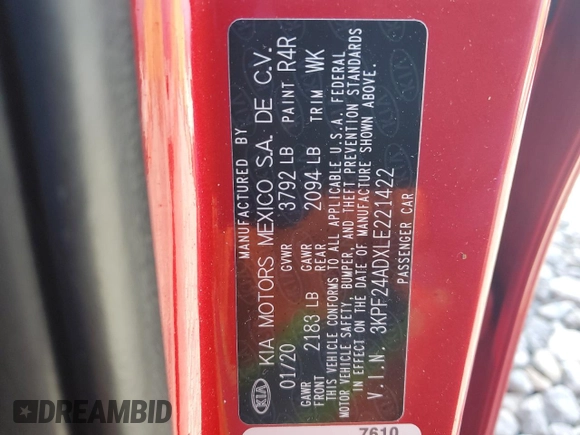 MANUFACTURED BY
KIA KIA MOTORS MEXICO S.A. DE C.V.
01/20 GVWR 3792 LB PAINT R4R
GAWR FRONT 2183 LB GAWR REAR 2094 LB TRIM WK
THIS VEHICLE CONFORMS TO ALL APPLICABLE U.S.A. FEDERAL
MOTOR VEHICLE SAFETY, BUMPER, AND THEFT PREVENTION STANDARDS
IN EFFECT ON THE DATE OF MANUFACTURE SHOWN ABOVE.
V.I.N. 3KPF24ADXLE221422
PASSENGER CAR
7610
DREAMBID